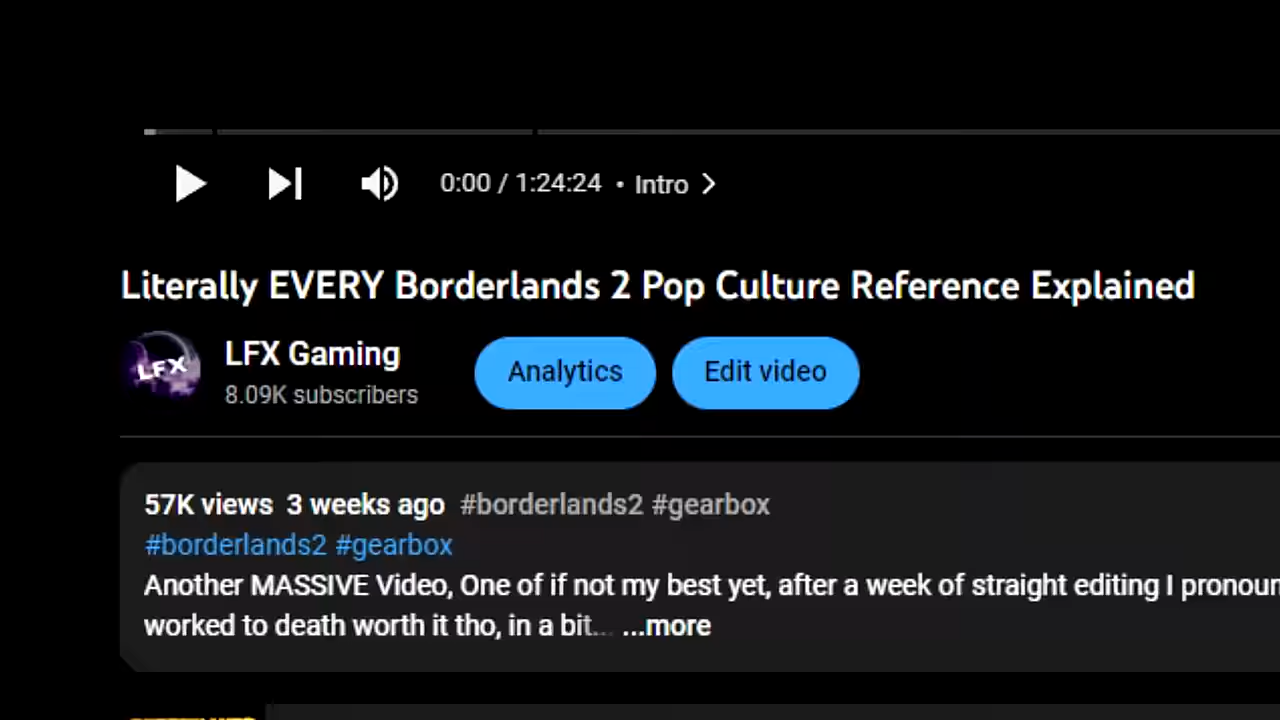 0:00 / 1:24:24 • Intro
Literally EVERY Borderlands 2 Pop Culture Reference Explained
LFX
LFX Gaming
8.09K subscribers
Analytics
Edit video
57K views 3 weeks ago #borderlands2 #gearbox
#borderlands2 #gearbox
Another MASSIVE Video, One of if not my best yet, after a week of straight editing I
worked to death worth it tho, in a bit... ...more